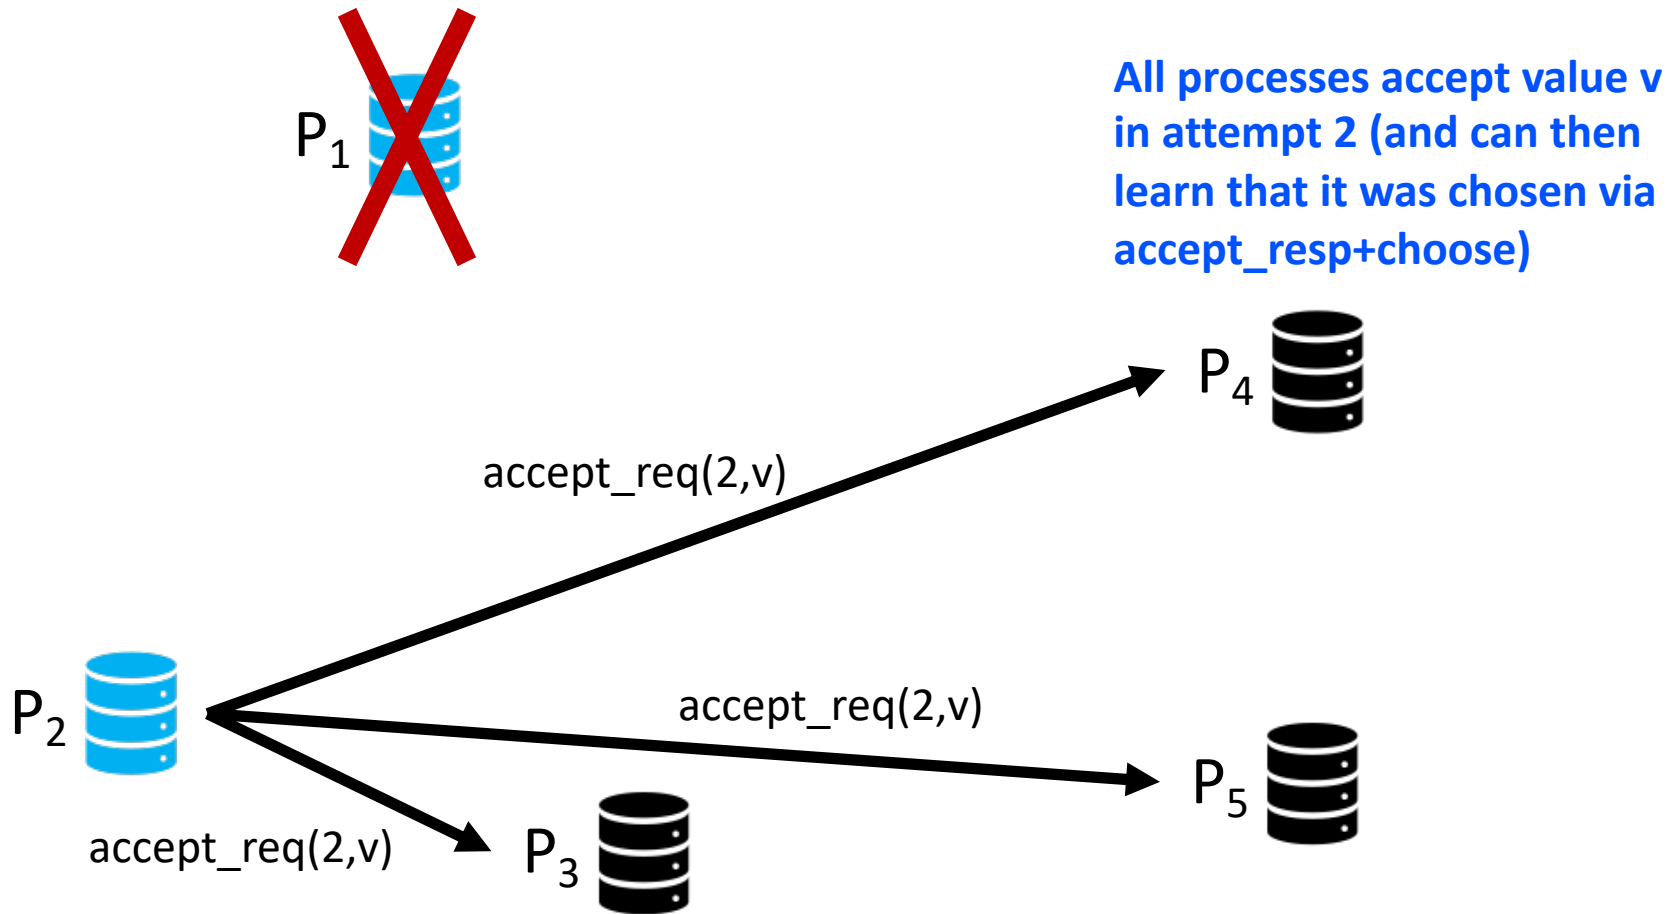 All processes accept value v
in attempt 2 (and can then
learn that it was chosen via
accept_resp+choose)
P1
P4
accept_req(2,v)
P2
accept_req(2,v)
P5
accept_req(2,v)
P3